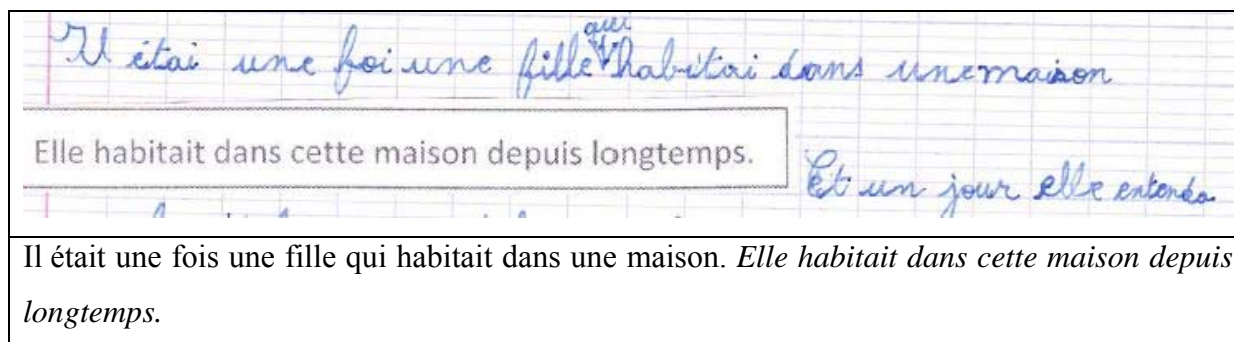 Il étai une foi une fille qui habitai dans une maison
Elle habitait dans cette maison depuis longtemps.
Et un jour elle entenda
Il était une fois une fille qui habitait dans une maison. Elle habitait dans cette maison depuis
longtemps.